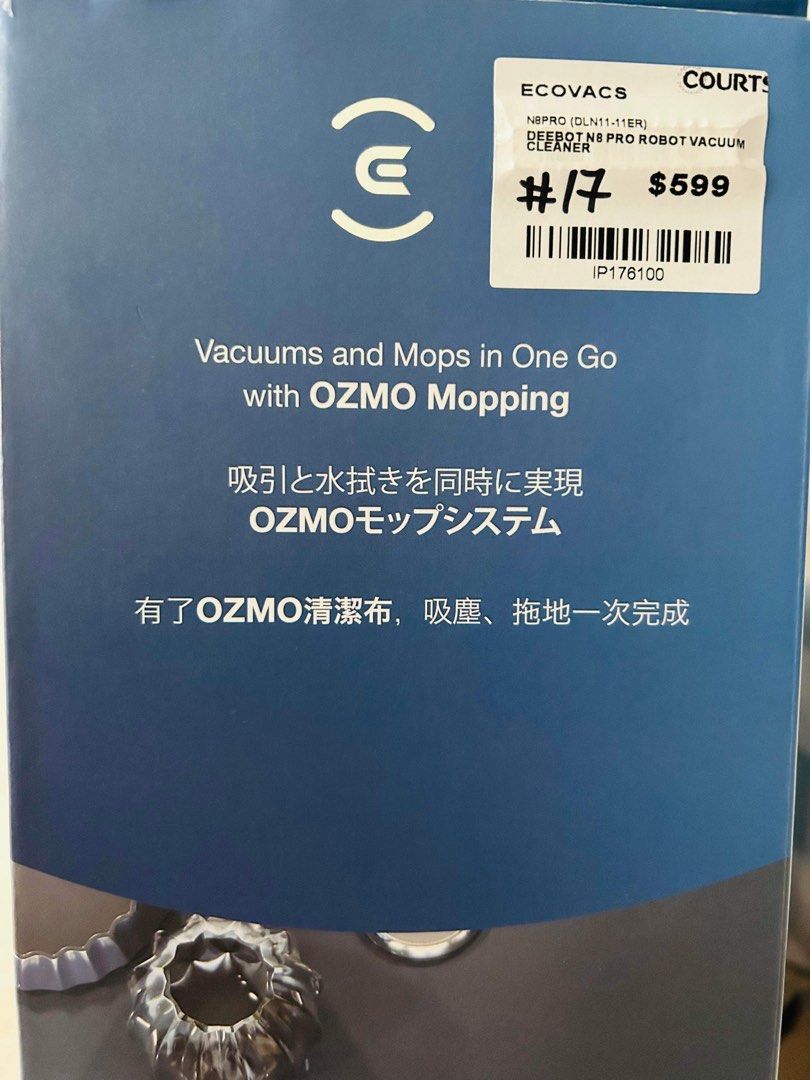 COURTS
ECOVACS
N8PRO (DLN11-11ER)
DEEBOT N8 PRO ROBOT VACUUM
CLEANER
#17 $599
IP176100
Vacuums and Mops in One Go
with OZMO Mopping
吸引と水拭きを同時に実現
OZMOモップシステム
有了OZMO清潔布，吸塵、拖地一次完成